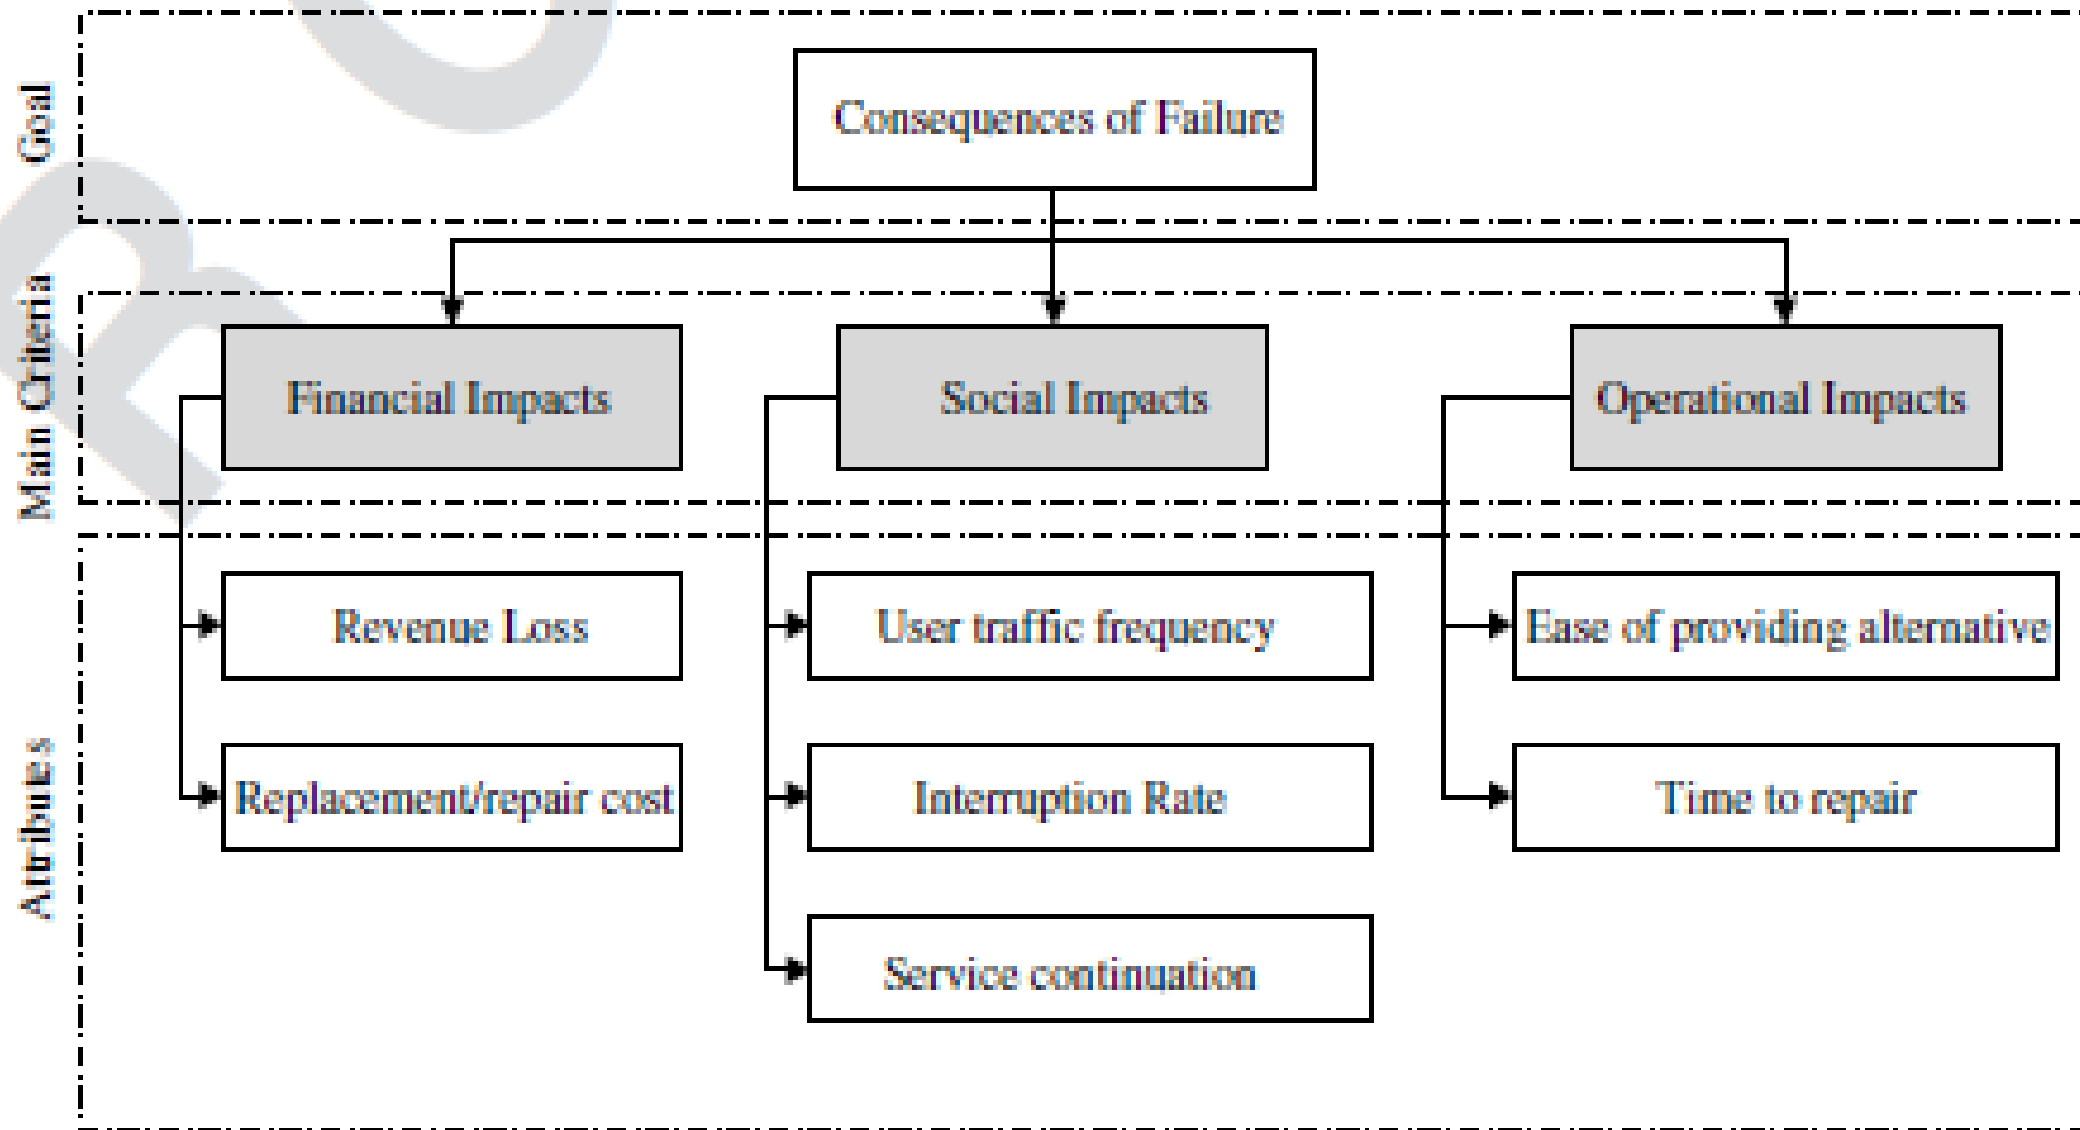 Goal
Consequences of Failure
Main Criteria
Financial Impacts
Social Impacts
Operational Impacts
Attributes
Revenue Loss
User traffic frequency
Ease of providing alternative
Replacement/repair cost
Interruption Rate
Time to repair
Service continuation